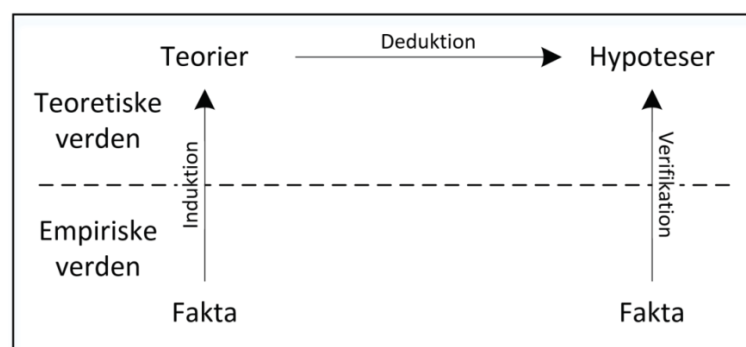 Teorier
Deduktion
Hypoteser
Teoretiske
verden
Induktion
Verifikation
Empiriske
verden
Fakta
Fakta